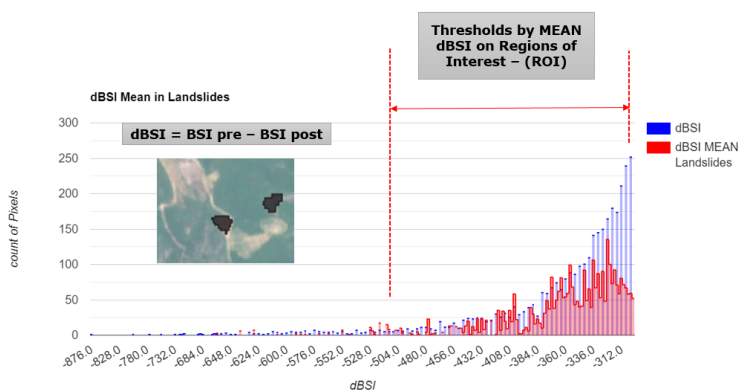 Thresholds by MEAN
dBSI on Regions of
Interest – (ROI)
dBSI Mean in Landslides
dBSI = BSI pre – BSI post
dBSI
dBSI MEAN
Landslides
count of Pixels
300
250
200
150
100
50
0
-876.0
-828.0
-780.0
-732.0
-684.0
-648.0
-624.0
-600.0
-576.0
-552.0
-528.0
-504.0
-480.0
-456.0
-432.0
-408.0
-384.0
-360.0
-336.0
-312.0
dBSI